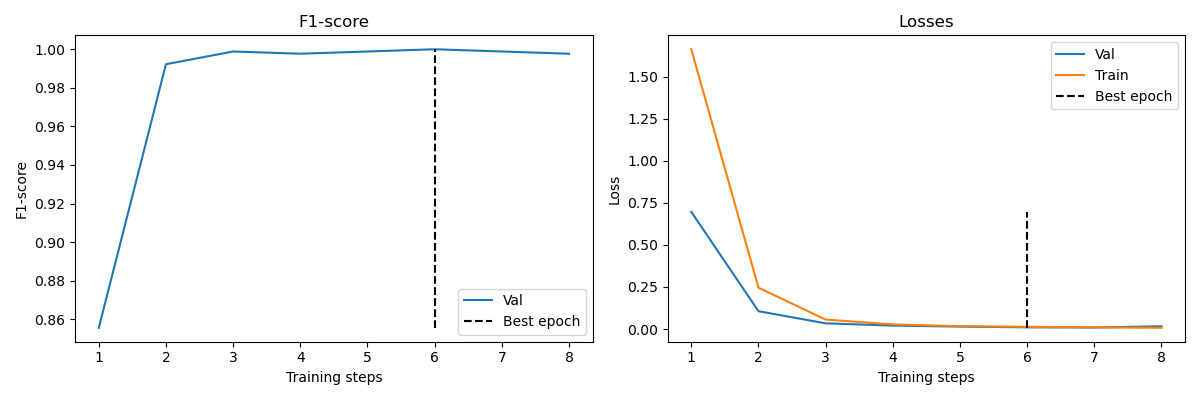 F1-score
F1-score
1.00
0.98
0.96
0.94
0.92
0.90
0.88
0.86
Val
Best epoch
1 2 3 4 5 6 7 8
Training steps
Losses
Loss
1.50
1.25
1.00
0.75
0.50
0.25
0.00
Val
Train
Best epoch
1 2 3 4 5 6 7 8
Training steps